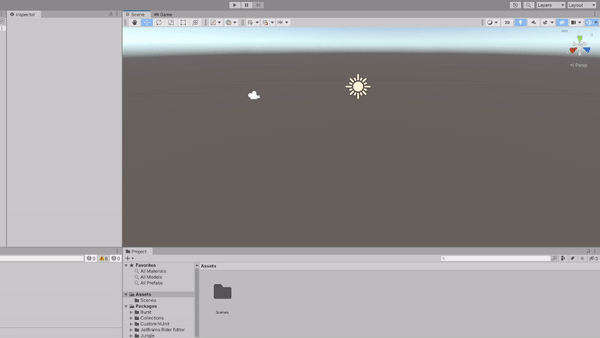 Inspector
Scene Game
Layers Layout
2D
Persp
0 6 0
Project
Favorites
All Materials
All Models
All Prefabs
Assets
Scenes
Packages
Burst
Collections
Custom NUnit
JetBrains Rider Editor
Jungle
Assets
Scenes